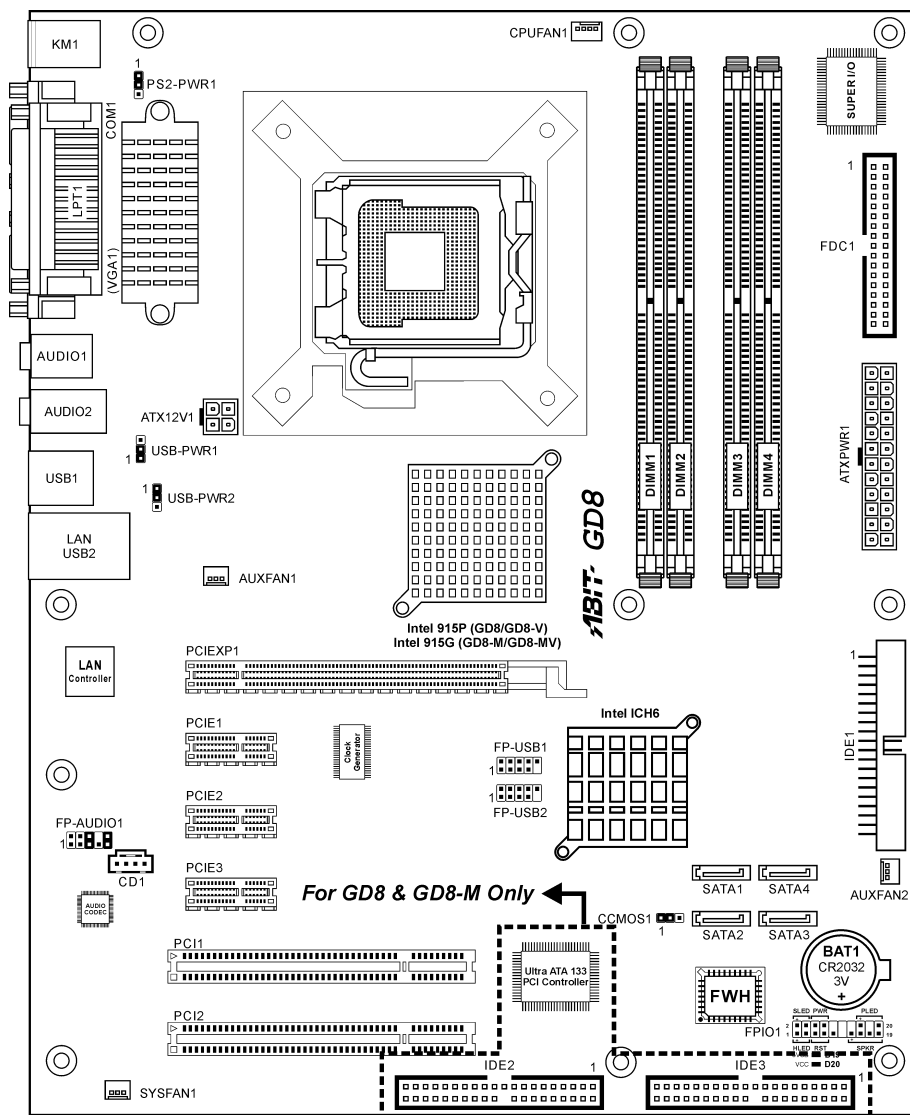 KM1
CPUFAN1
1
PS2-PWR1
SUPER I/O
COM1
LPT1
(VGA1)
1
FDC1
AUDIO1
AUDIO2
ATX12V1
ATXPWR1
1
USB-PWR1
USB1
1
USB-PWR2
DIMM1
DIMM2
DIMM3
DIMM4
LAN
USB2
ABIT GD8
AUXFAN1
Intel 915P (GD8/GD8-V)
Intel 915G (GD8-M/GD8-MV)
LAN
Controller
PCIEXP1
1
IDE1
Intel ICH6
PCIE1
Clock
Generator
FP-USB1
1
1
FP-USB2
PCIE2
FP-AUDIO1
1
CD1
PCIE3
AUDIO
CODEC
For GD8 & GD8-M Only
SATA1
SATA4
AUXFAN2
CCMOS1
1
SATA2
SATA3
PCI1
Ultra ATA 133
PCI Controller
BAT1
CR2032
3V
+
FWH
PCI2
FPIO1
SLED PWR
PLED
2
20
1
19
HLED RST
SPKR
VCC
D20
IDE2
1
IDE3
1
SYSFAN1